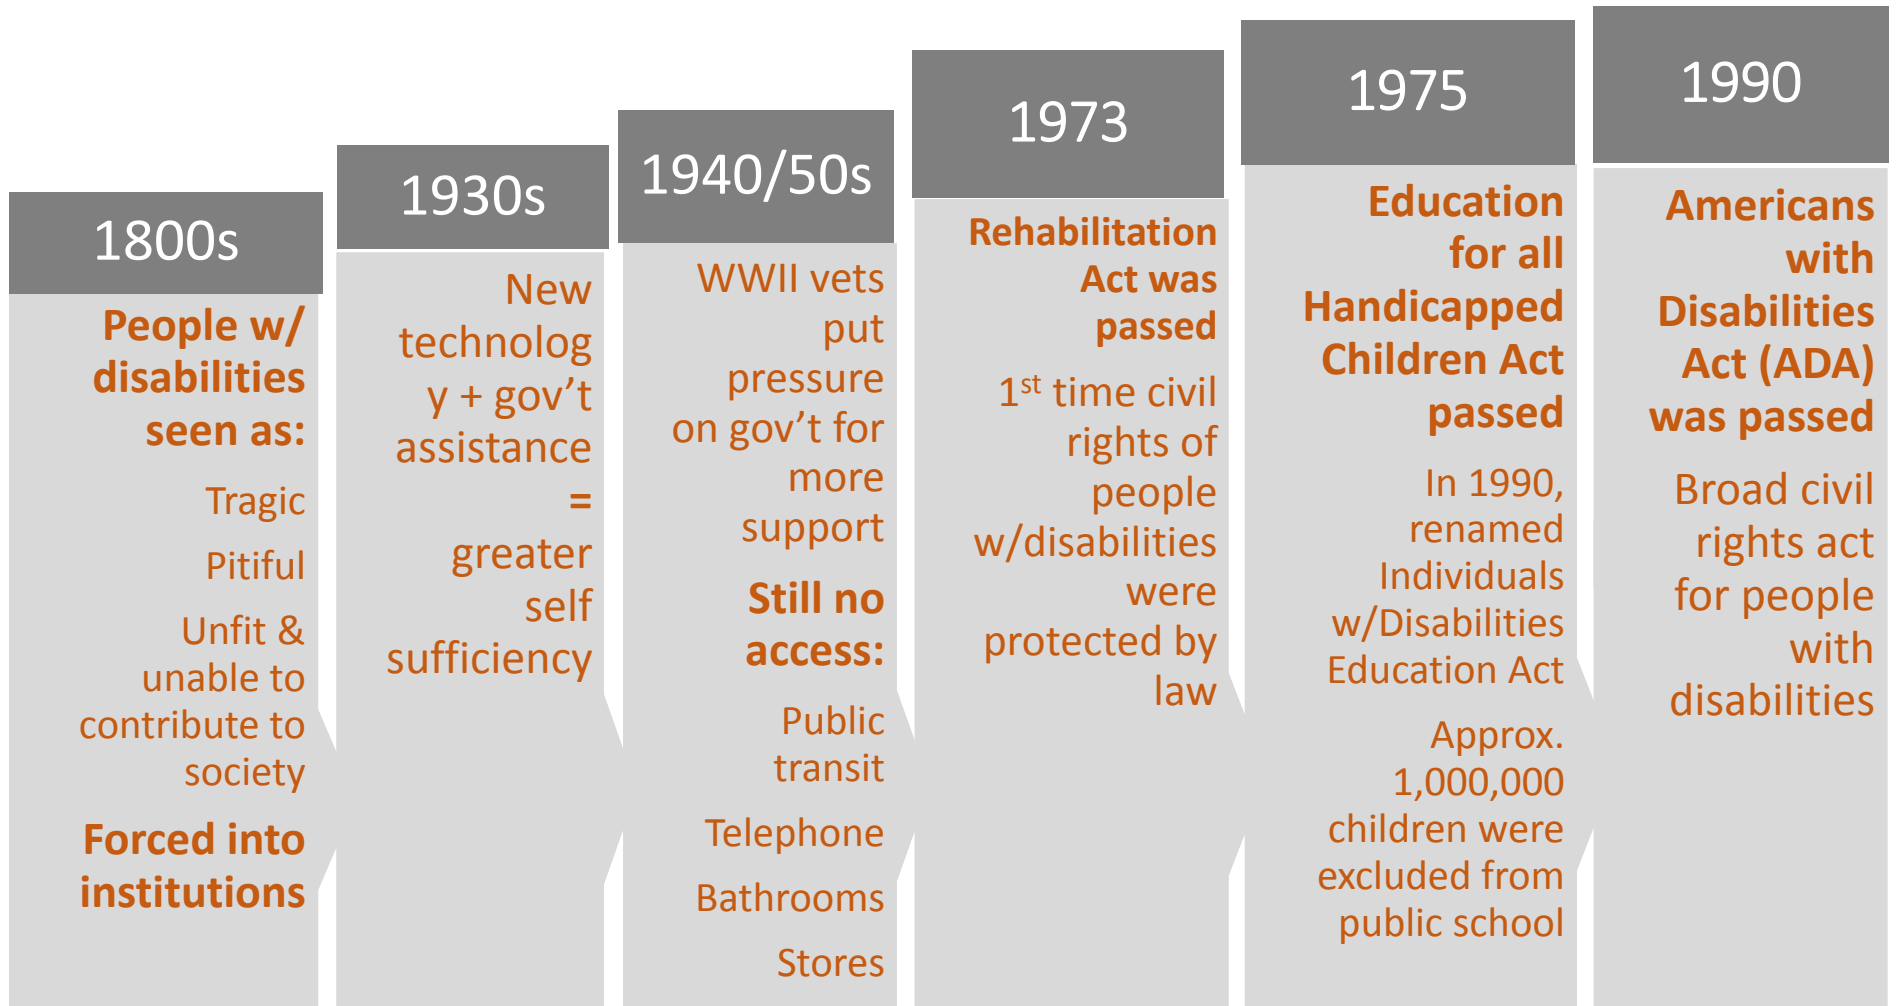 1800s
People w/
disabilities
seen as:
Tragic
Pitiful
Unfit &
unable to
contribute to
society
Forced into
institutions
1930s
New
technolog
y + gov’t
assistance
=
greater
self
sufficiency
1940/50s
WWII vets
put
pressure
on gov’t for
more
support
Still no
access:
Public
transit
Telephone
Bathrooms
Stores
1973
Rehabilitation
Act was
passed
1st time civil
rights of
people
w/disabilities
were
protected by
law
1975
Education
for all
Handicapped
Children Act
passed
In 1990,
renamed
Individuals
w/Disabilities
Education Act
Approx.
1,000,000
children were
excluded from
public school
1990
Americans
with
Disabilities
Act (ADA)
was passed
Broad civil
rights act
for people
with
disabilities